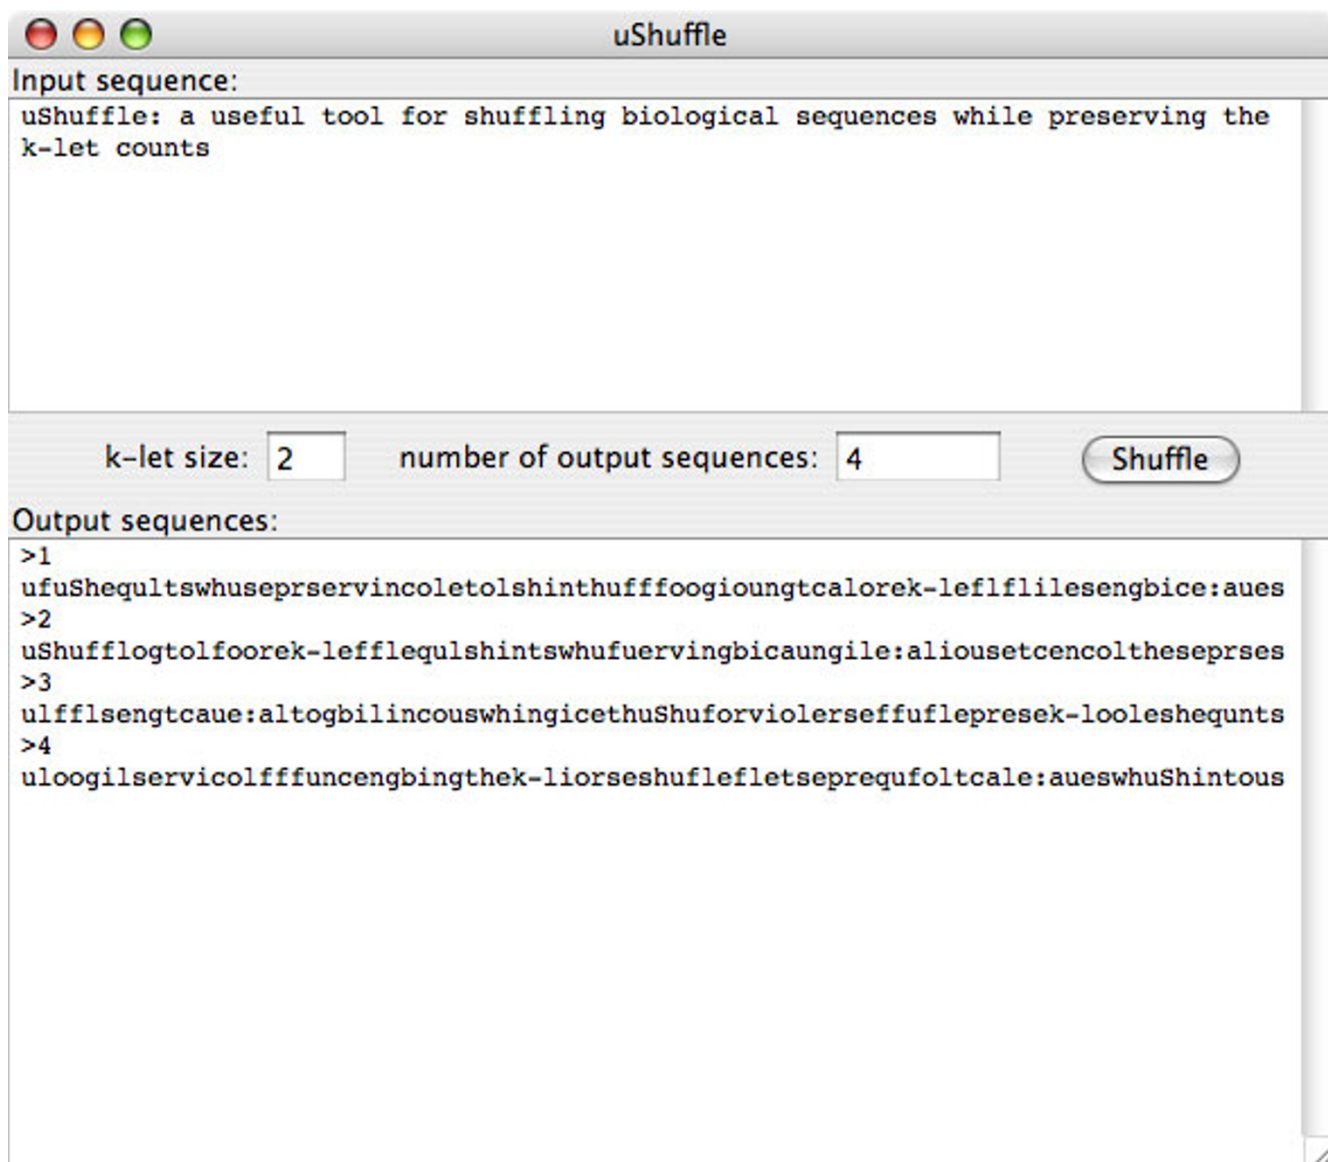 uShuffle
Input sequence:
uShuffle: a useful tool for shuffling biological sequences while preserving the
k-let counts
k-let size: 2 number of output sequences: 4 Shuffle
Output sequences:
>1
ufuShequltswhuseprservincoletolshinthufffoogioungtcalorek-leflflilesengbice:aues
>2
uShufflogtolfoorek-lefflequlshintswhufuervingbicaungile:aliousetcencoltheseprses
>3
ulfflsengtcaue:altogbilincouswhingicethuShuforviolerseffuflepresek-looleshequnts
>4
uloogilservicolfffuncengbingthek-liorseshuflefletseprequfoltcale:aueswhuShintous